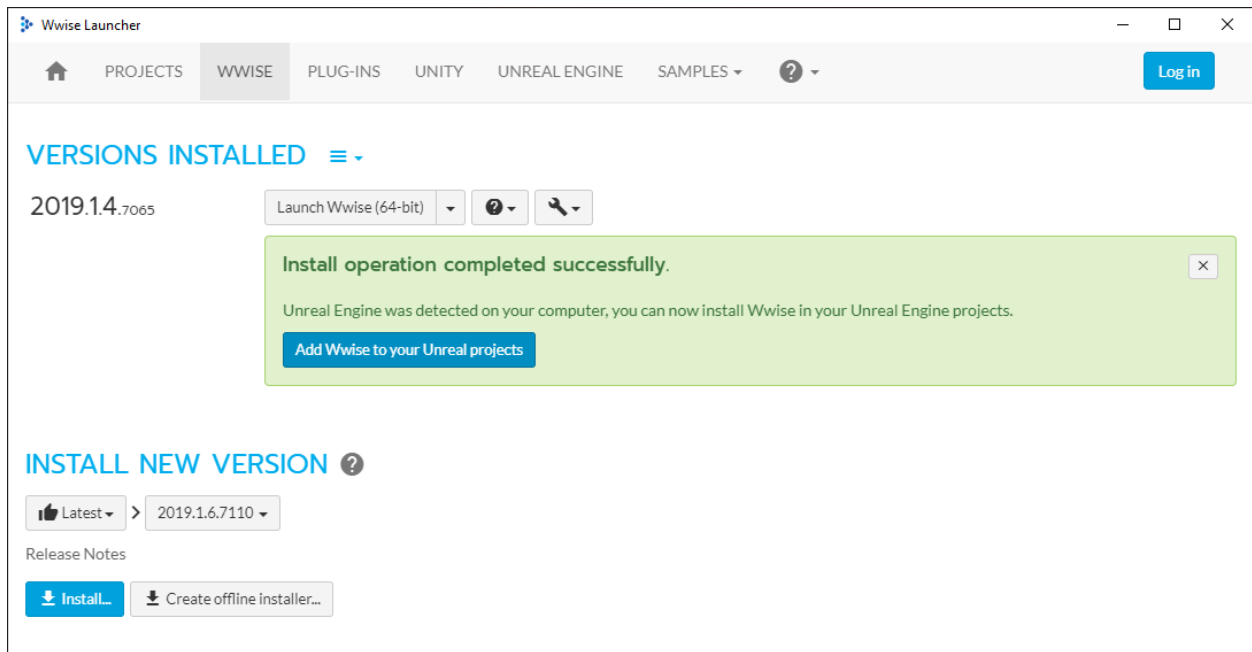 Wwise Launcher
PROJECTS WWISE PLUG-INS UNITY UNREAL ENGINE SAMPLES ? Log in
VERSIONS INSTALLED
2019.1.4.7065 Launch Wwise (64-bit) ?
Install operation completed successfully.
Unreal Engine was detected on your computer, you can now install Wwise in your Unreal Engine projects.
Add Wwise to your Unreal projects
INSTALL NEW VERSION ?
Latest > 2019.1.6.7110
Release Notes
Install... Create offline installer...